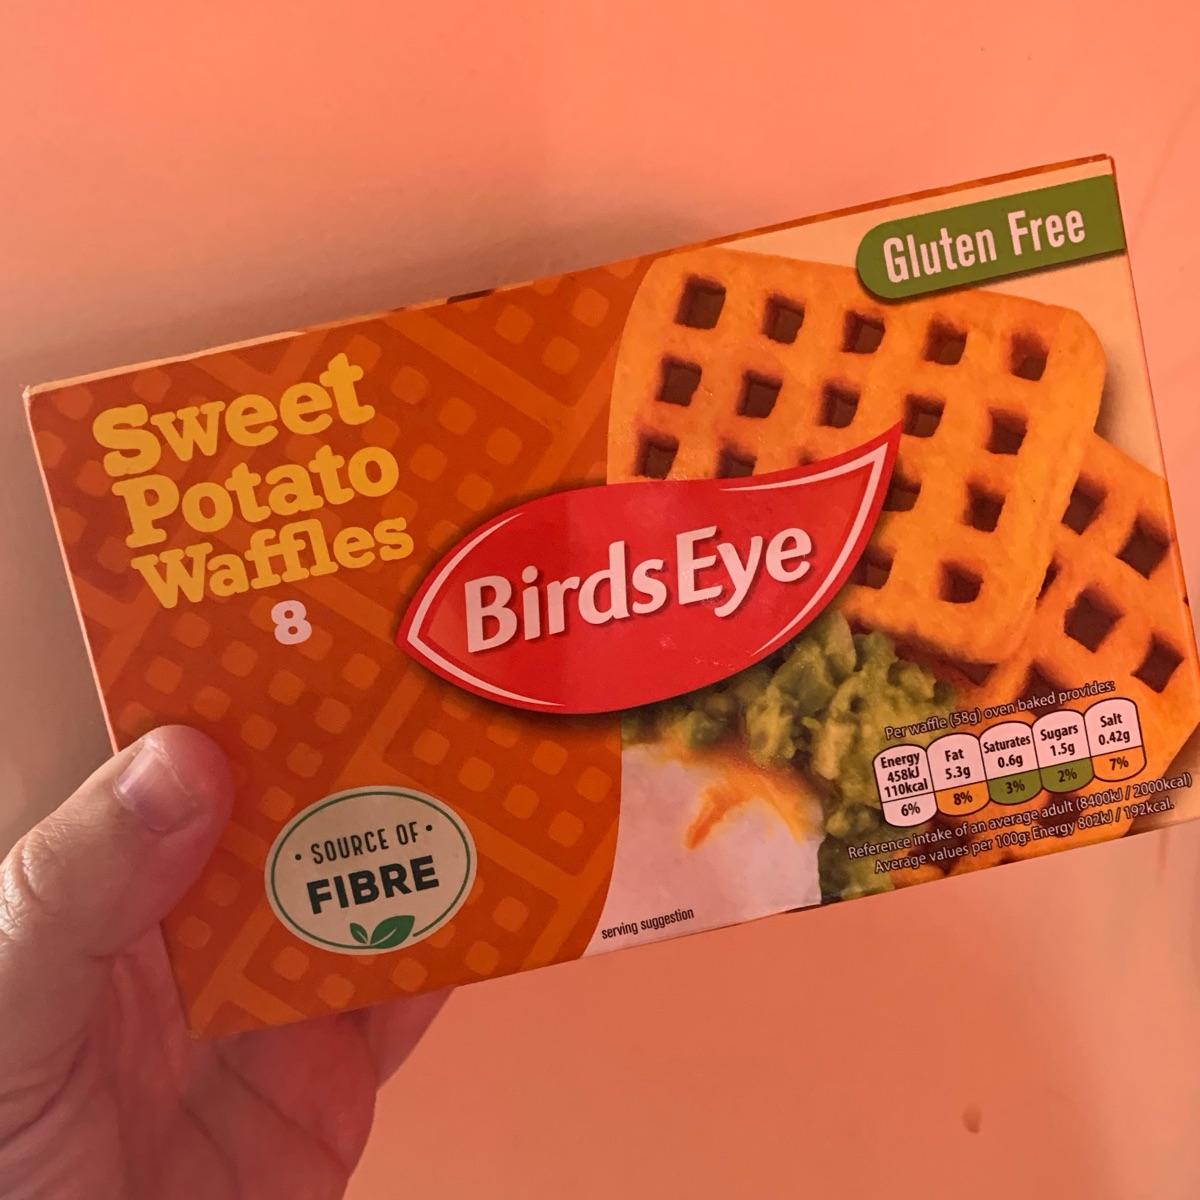 Gluten Free
Sweet
Potato
Waffles
8
BirdsEye
• SOURCE OF •
FIBRE
Per waffle (58g) oven baked provides:
Energy 458kJ 110kcal 6%
Fat 5.3g 8%
Saturates 0.6g 3%
Sugars 1.5g 2%
Salt 0.42g 7%
Reference intake of an average adult (8400kJ / 2000kcal)
Average values per 100g: Energy 802kJ / 192kcal.
serving suggestion